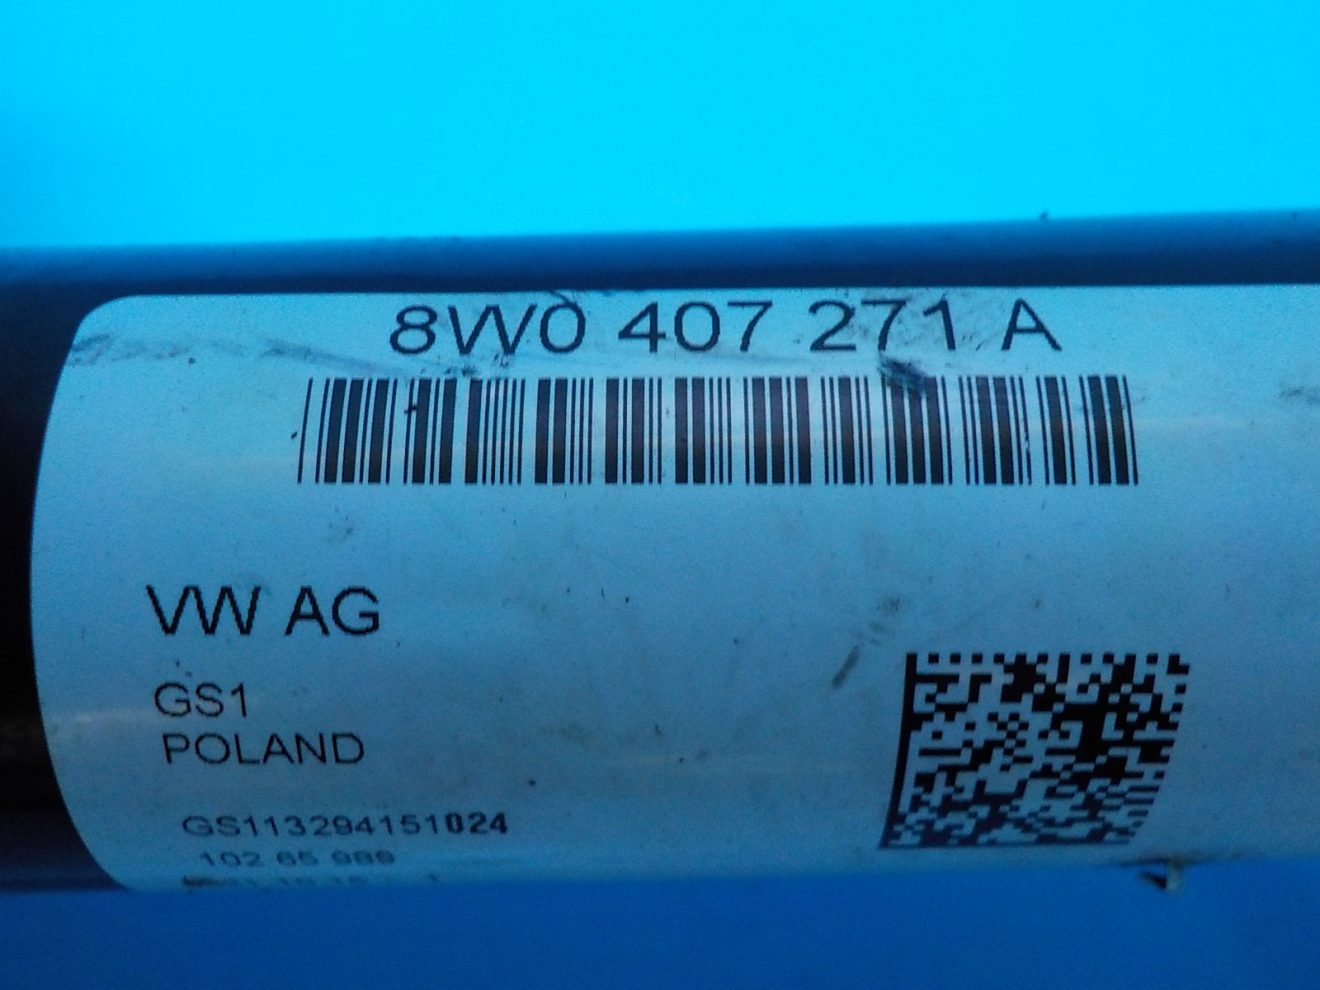 8W0 407 271 A
VW AG
GS1
POLAND
GS113294151024
102 65 989